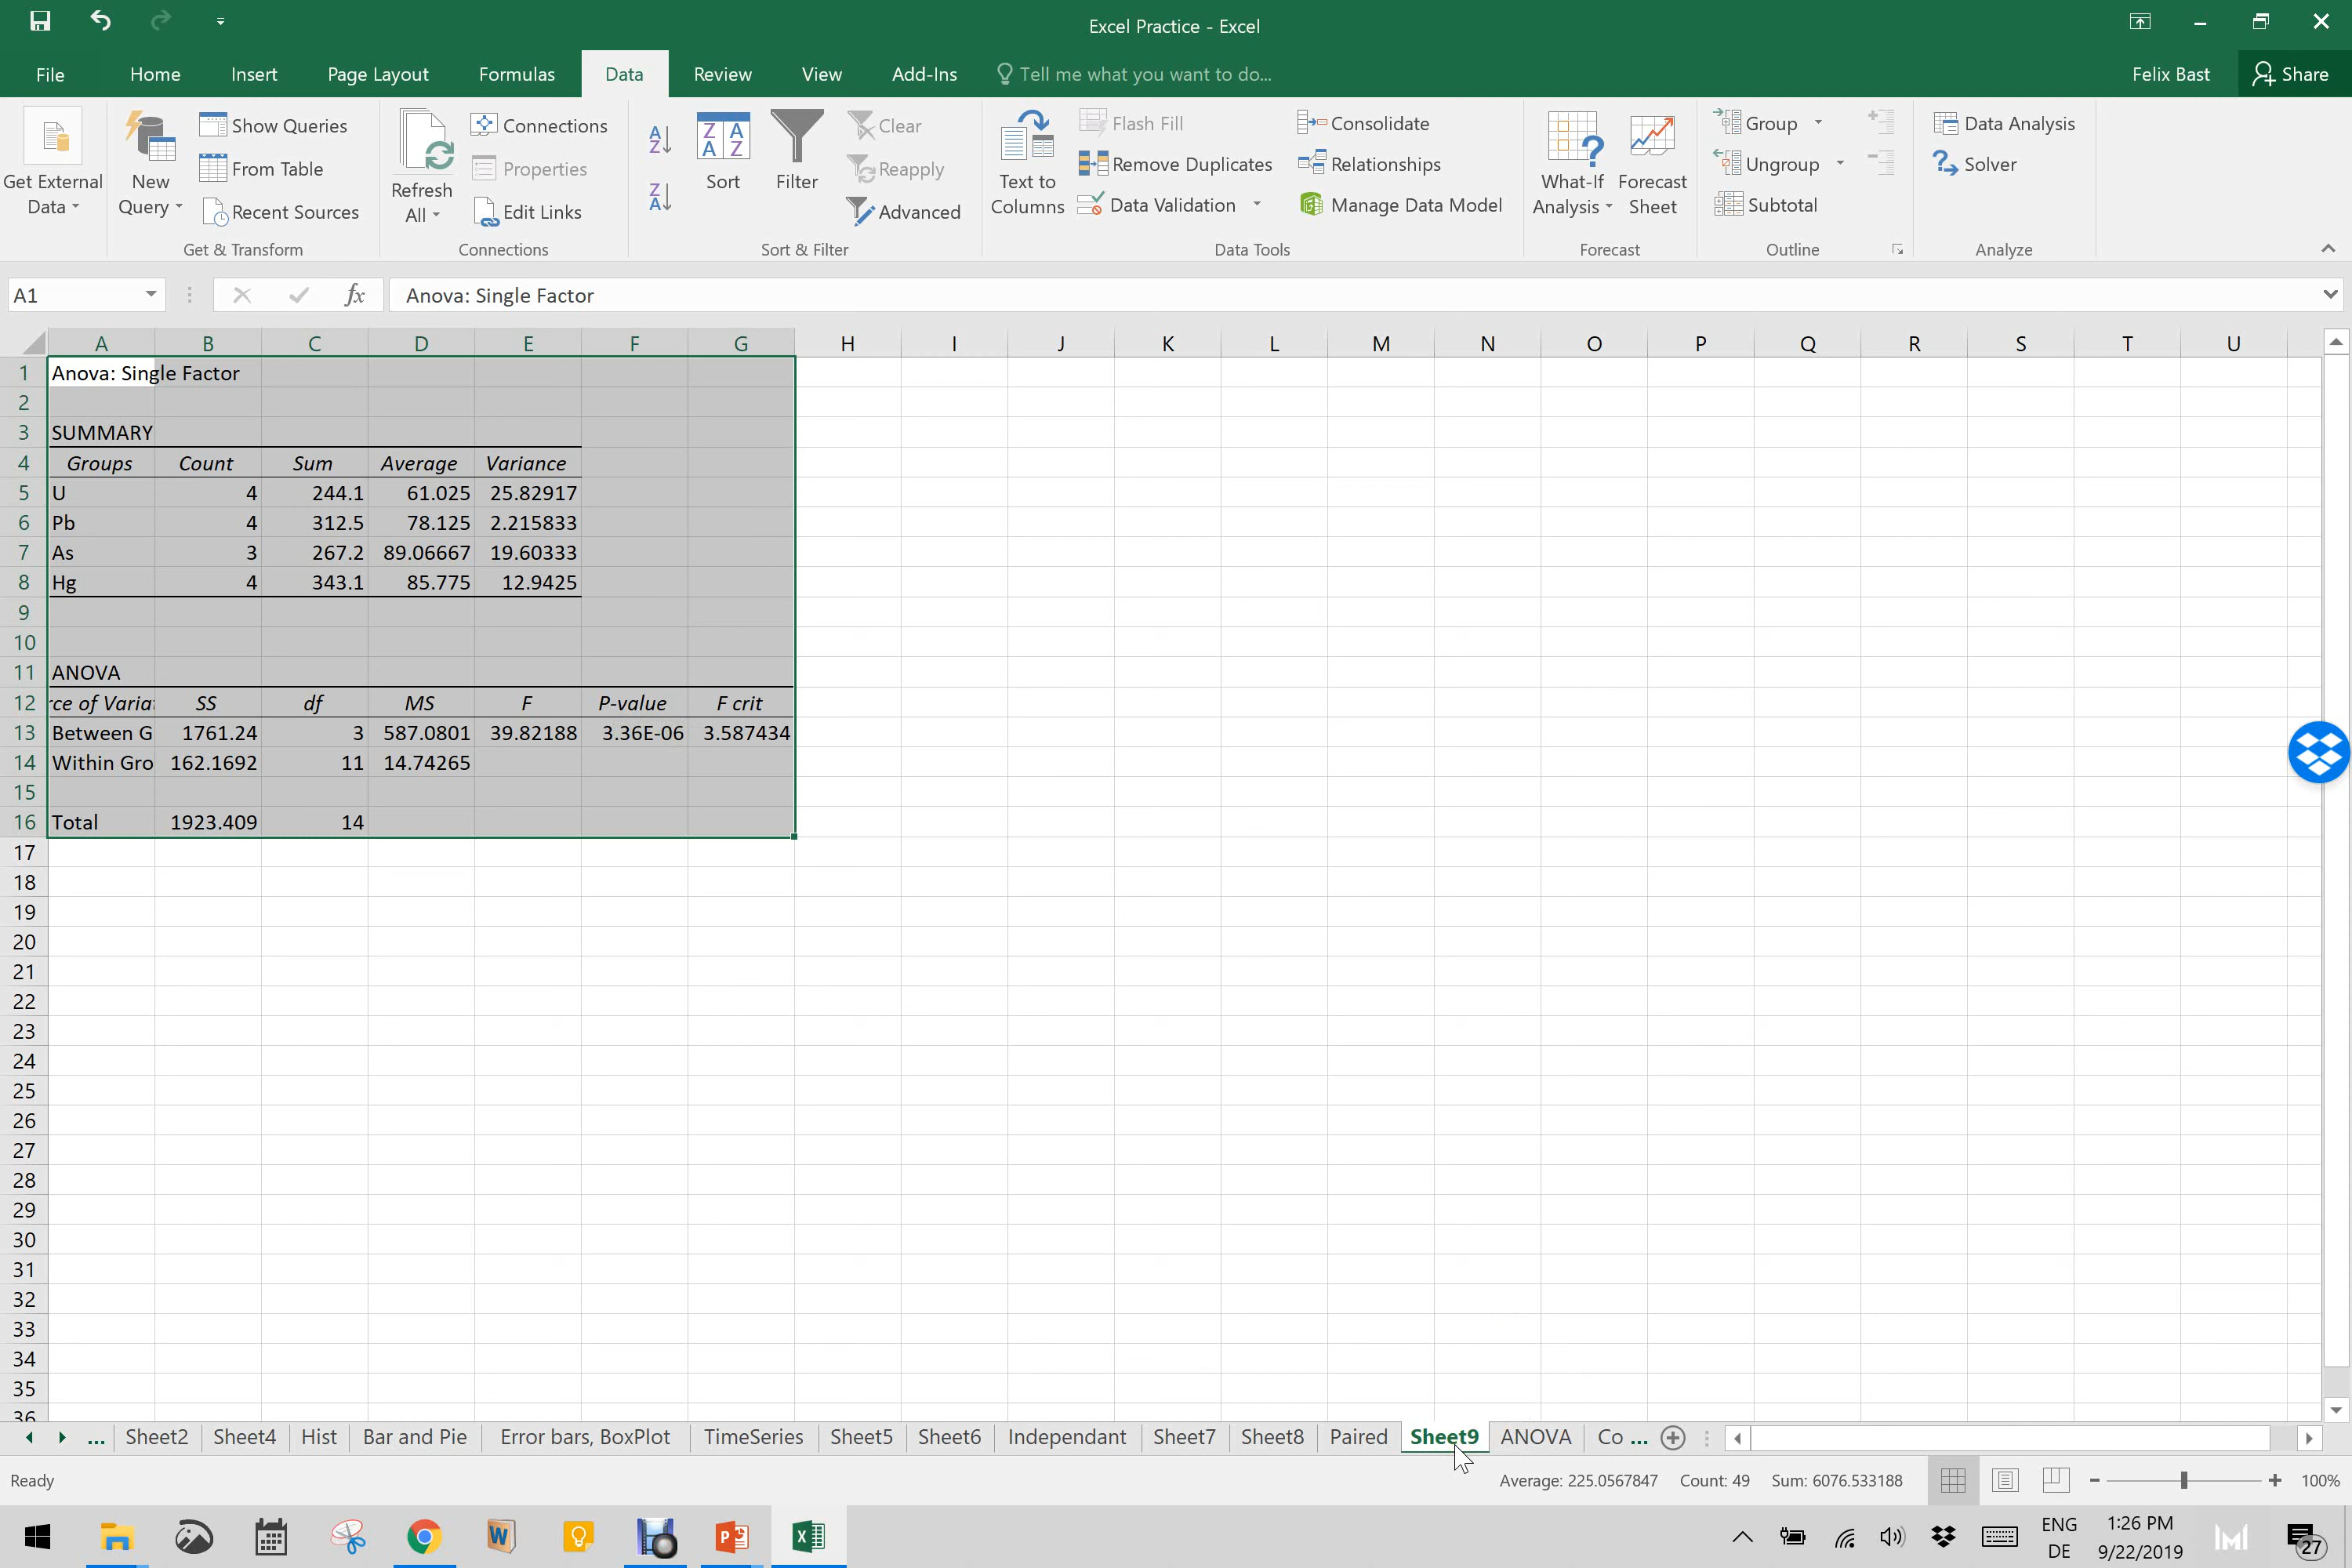 Excel Practice - Excel
File Home Insert Page Layout Formulas Data Review View Add-Ins Tell me what you want to do... Felix Bast Share
Get External Data
New Query
Show Queries
From Table
Recent Sources
Get & Transform
Refresh All
Connections
Properties
Edit Links
Connections
Sort
Filter
Clear
Reapply
Advanced
Sort & Filter
Text to Columns
Flash Fill
Remove Duplicates
Data Validation
Consolidate
Relationships
Manage Data Model
Data Tools
What-If Analysis
Forecast Sheet
Forecast
Group
Ungroup
Subtotal
Outline
Data Analysis
Solver
Analyze
A1 fx Anova: Single Factor
A B C D E F G H I J K L M N O P Q R S T U
1 Anova: Single Factor
2
3 SUMMARY
4 Groups Count Sum Average Variance
5 U 4 244.1 61.025 25.82917
6 Pb 4 312.5 78.125 2.215833
7 As 3 267.2 89.06667 19.60333
8 Hg 4 343.1 85.775 12.9425
9
10
11 ANOVA
12 rce of Varia SS df MS F P-value F crit
13 Between G 1761.24 3 587.0801 39.82188 3.36E-06 3.587434
14 Within Gro 162.1692 11 14.74265
15
16 Total 1923.409 14
17
18
19
20
21
22
23
24
25
26
27
28
29
30
31
32
33
34
35
36
... Sheet2 Sheet4 Hist Bar and Pie Error bars, BoxPlot TimeSeries Sheet5 Sheet6 Independant Sheet7 Sheet8 Paired Sheet9 ANOVA Co ...
Ready Average: 225.0567847 Count: 49 Sum: 6076.533188 100%
ENG 1:26 PM
DE 9/22/2019 27